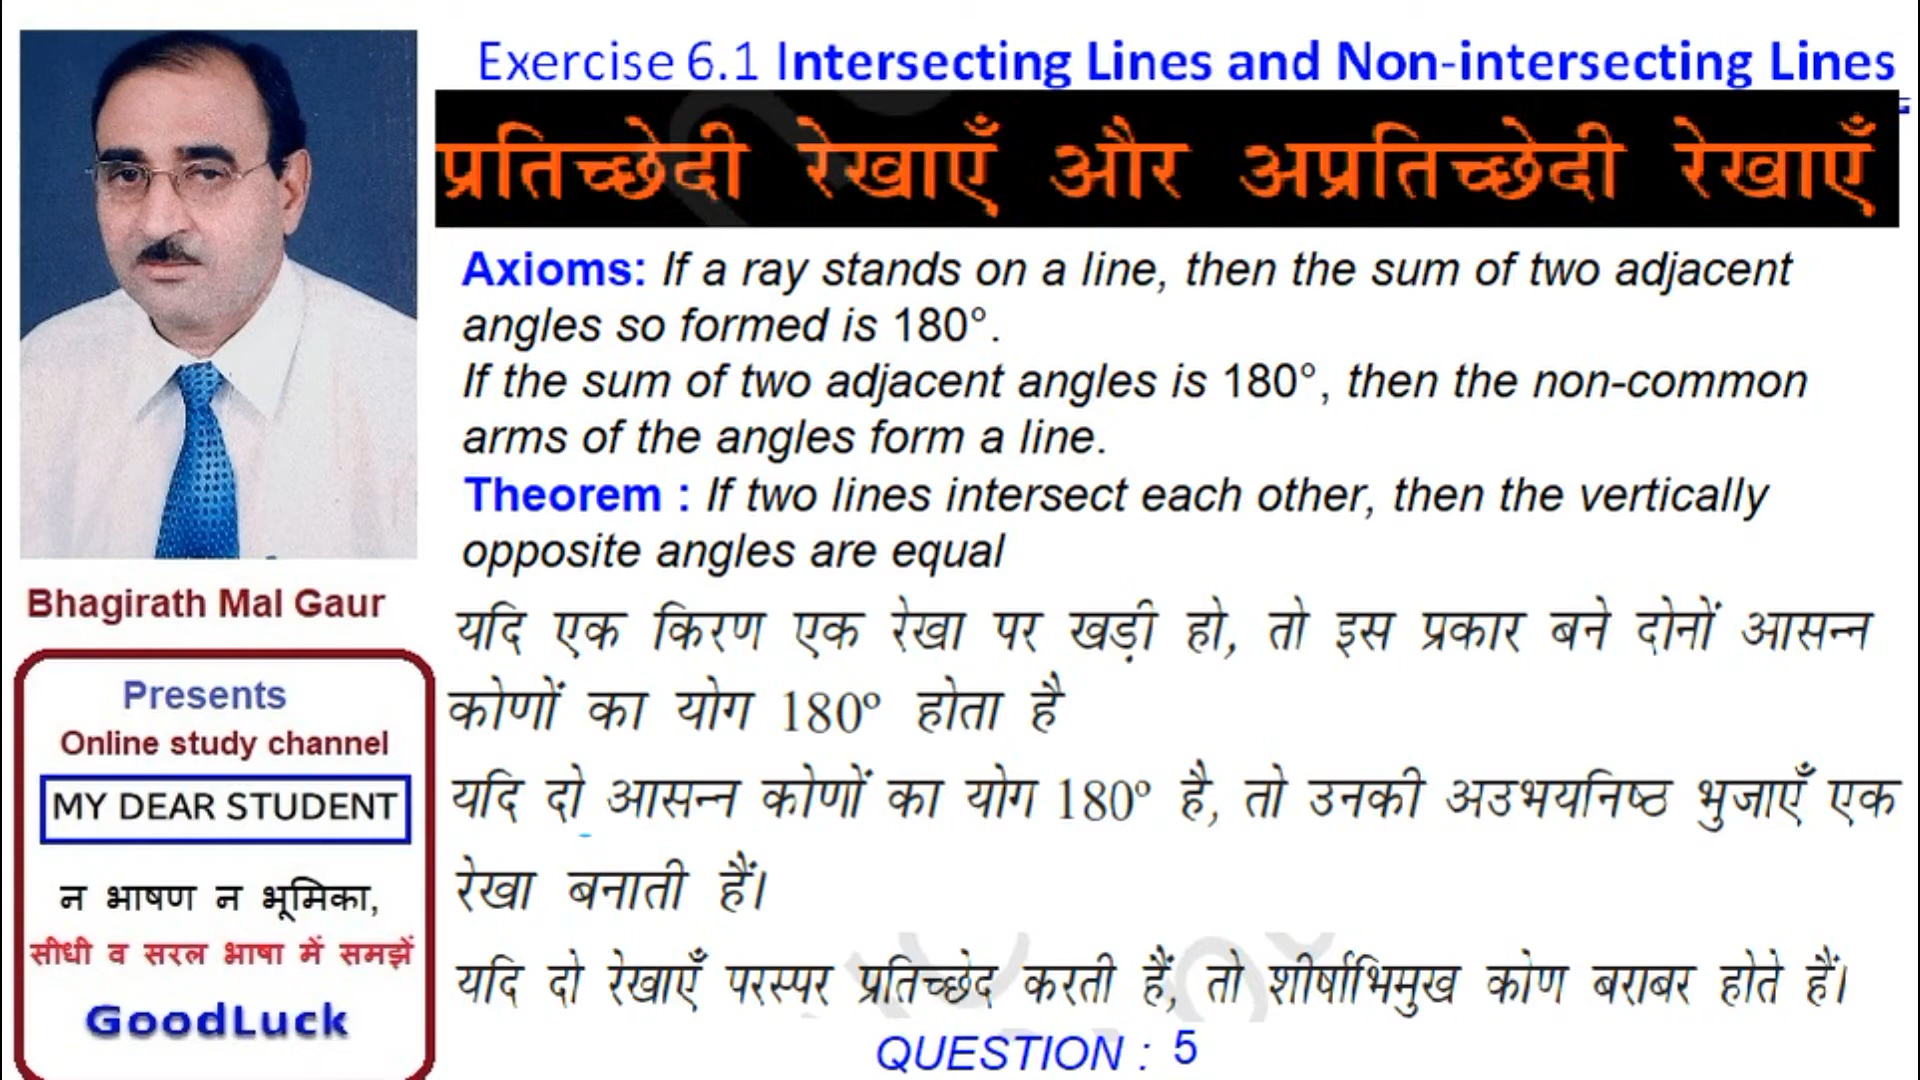 Exercise 6.1 Intersecting Lines and Non-intersecting Lines
प्रतिच्छेदी रेखाएँ और अप्रतिच्छेदी रेखाएँ
Axioms: If a ray stands on a line, then the sum of two adjacent
angles so formed is 180°.
If the sum of two adjacent angles is 180°, then the non-common
arms of the angles form a line.
Theorem : If two lines intersect each other, then the vertically
opposite angles are equal
यदि एक किरण एक रेखा पर खड़ी हो, तो इस प्रकार बने दोनों आसन्न
कोणों का योग 180° होता है
यदि दो आसन्न कोणों का योग 180° है, तो उनकी अउभयनिष्ठ भुजाएँ एक
रेखा बनाती हैं।
यदि दो रेखाएँ परस्पर प्रतिच्छेद करती हैं, तो शीर्षाभिमुख कोण बराबर होते हैं।
QUESTION : 5
Bhagirath Mal Gaur
Presents
Online study channel
MY DEAR STUDENT
न भाषण न भूमिका,
सीधी व सरल भाषा में समझें
GoodLuck